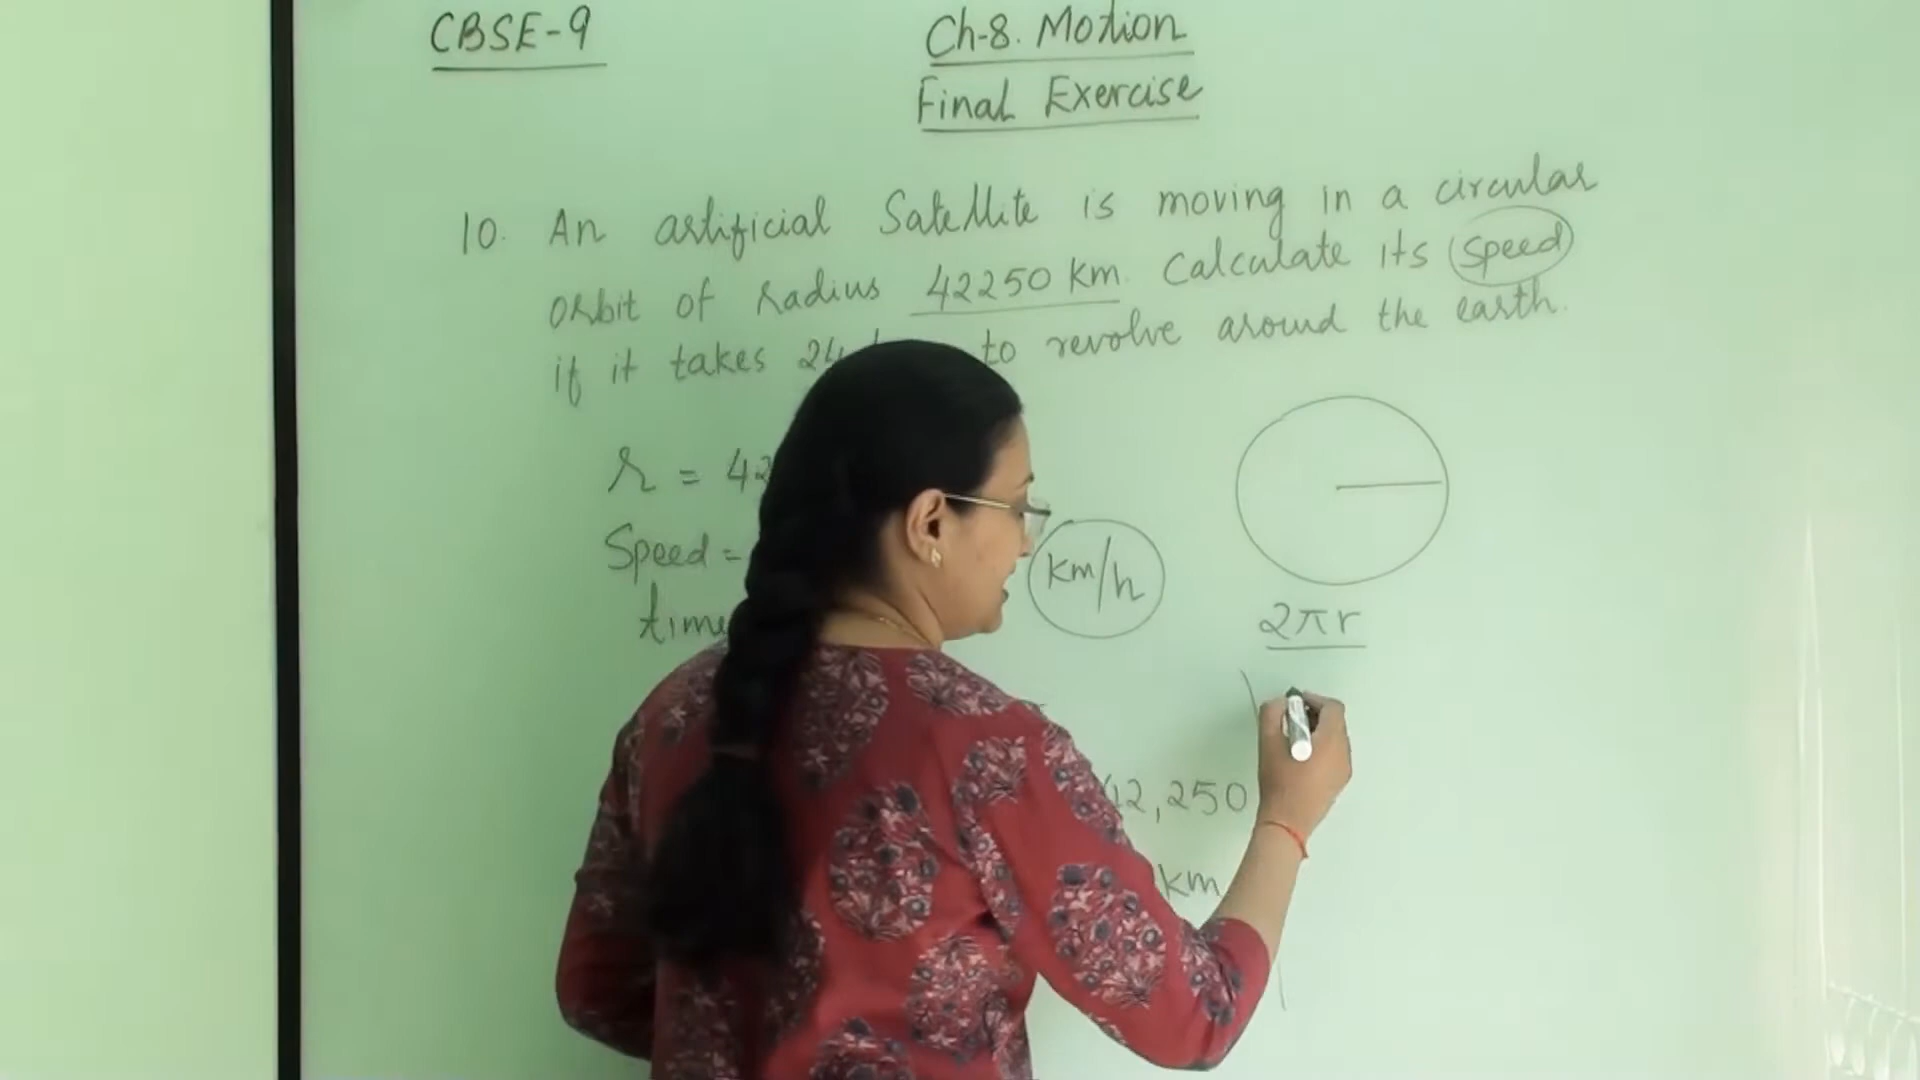 CBSE-9
Ch-8. Motion
Final Exercise
10. An artificial Satellite is moving in a circular
orbit of radius 42250 km. Calculate its speed
if it takes 24 to revolve around the earth.
r = 42
Speed = km/h
time
2πr
42,250
km